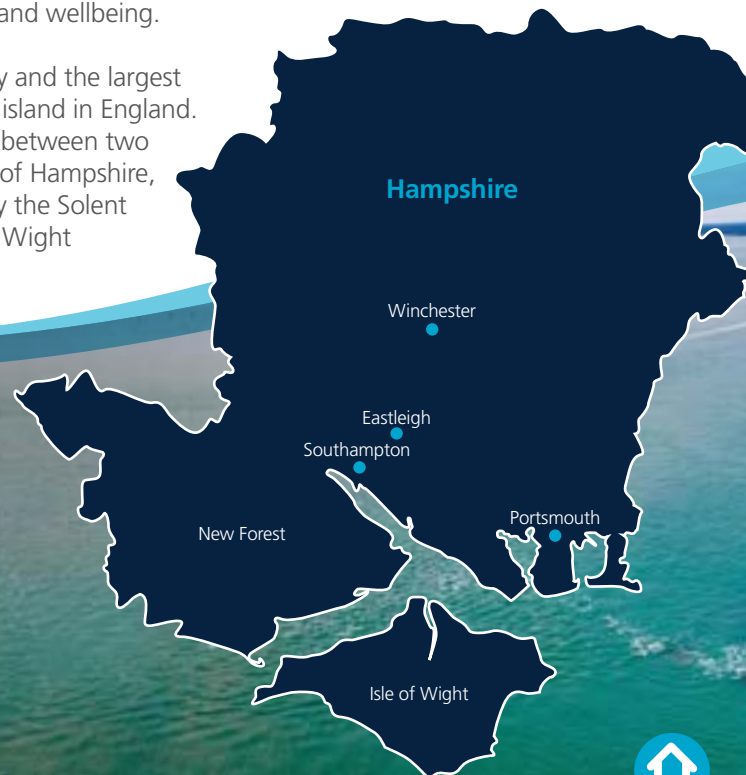 and wellbeing.
y and the largest
island in England.
between two
of Hampshire,
y the Solent
Wight
Hampshire
Winchester
Eastleigh
Southampton
Portsmouth
New Forest
Isle of Wight